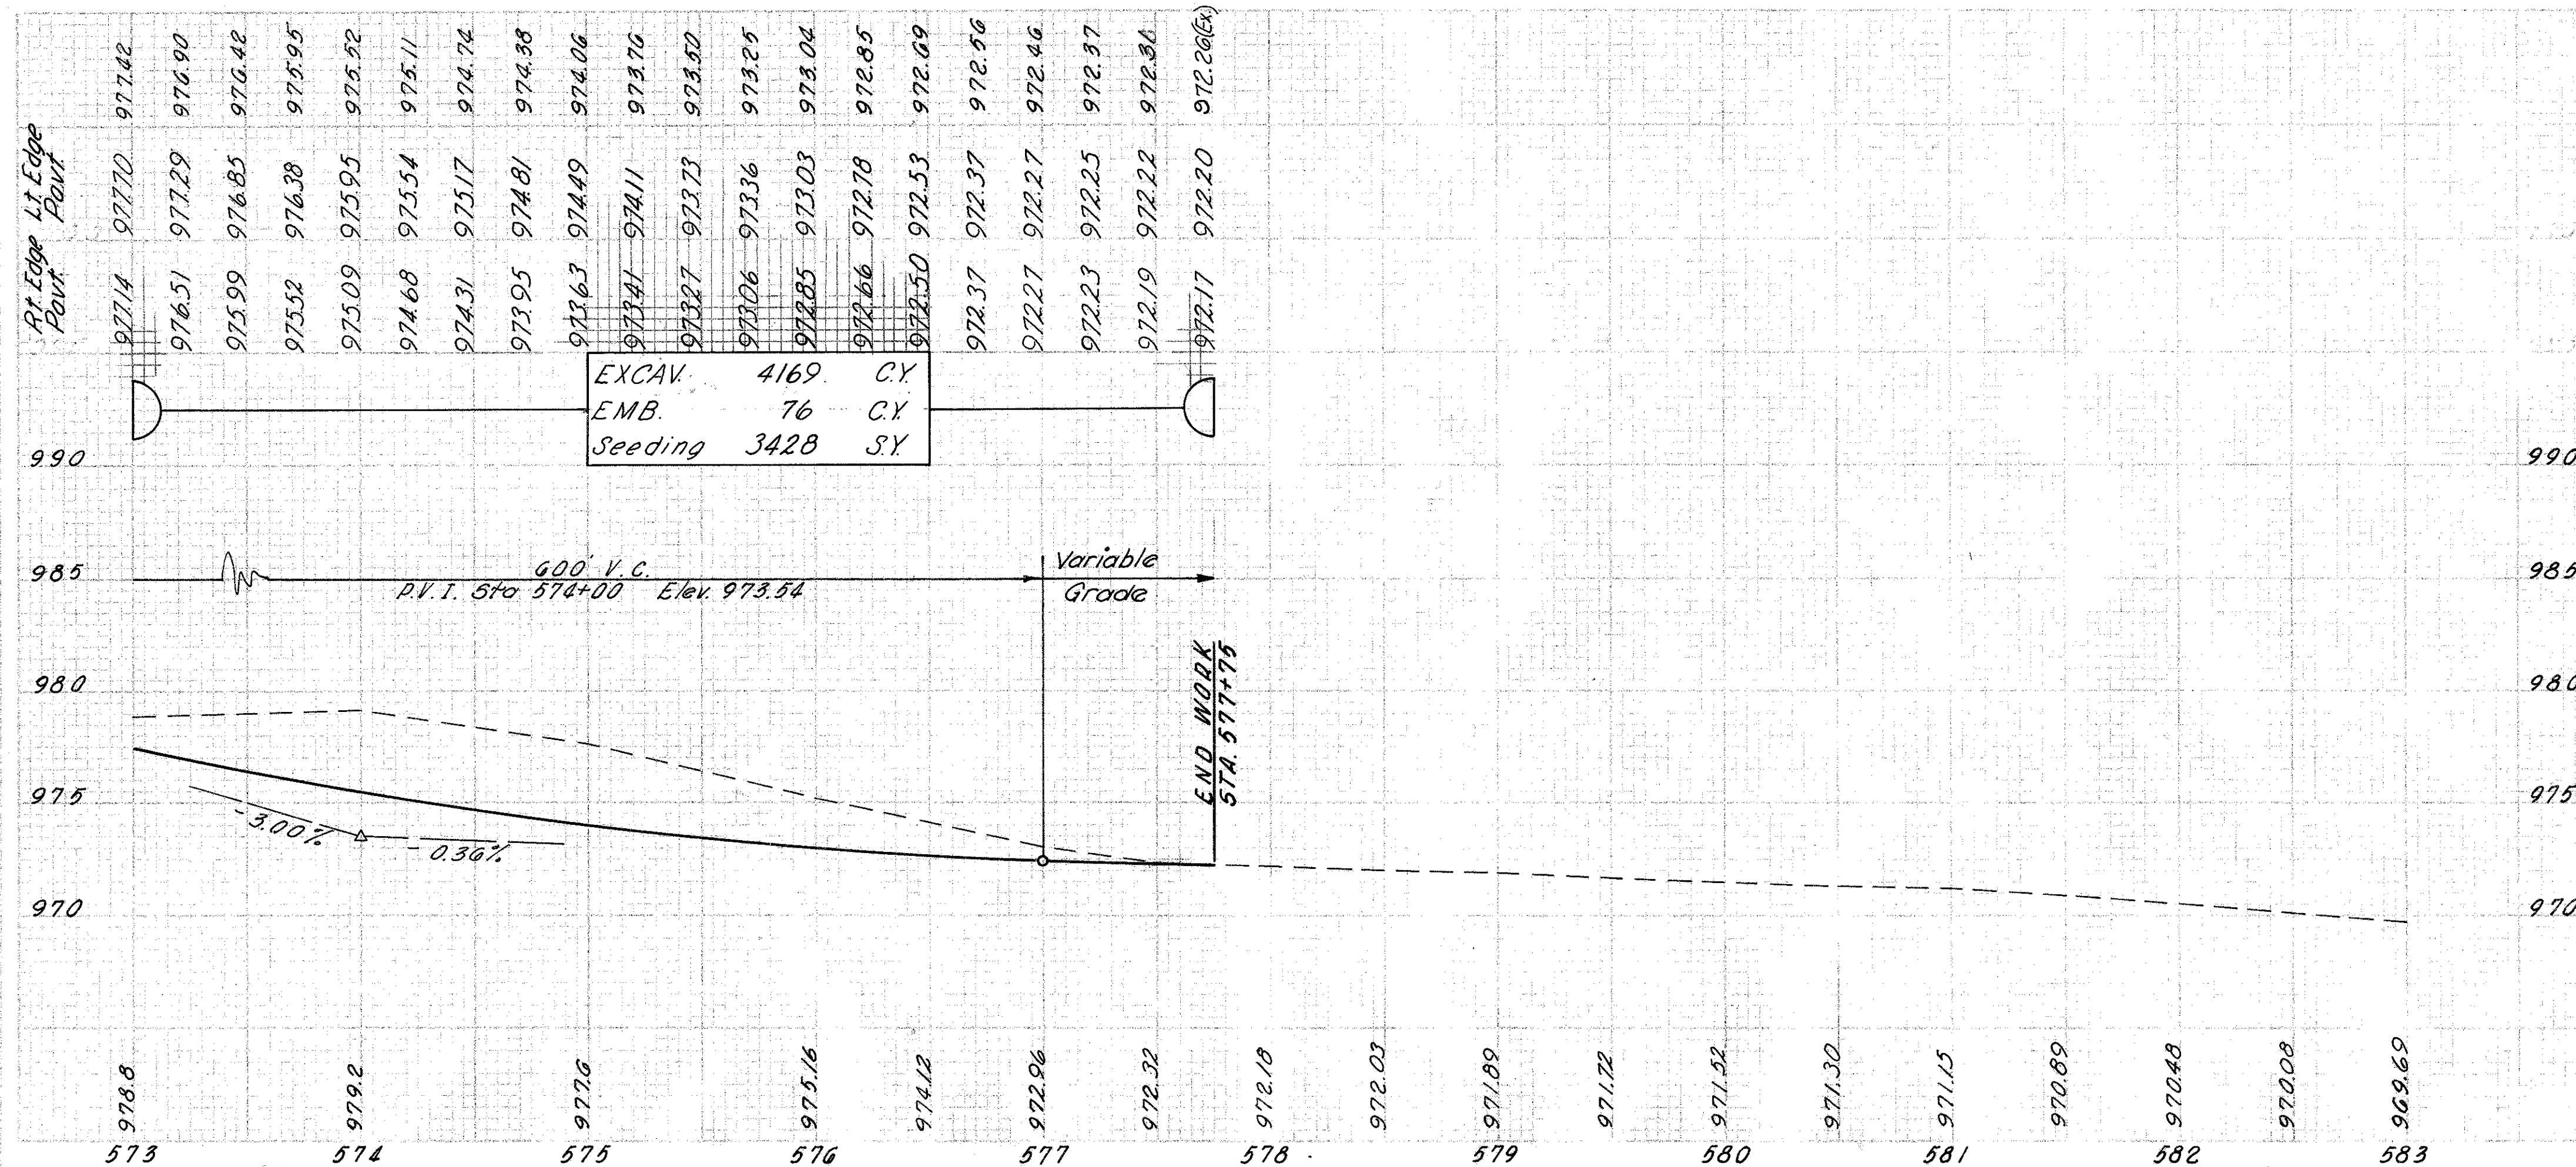 977.42 976.90 976.42 975.95 975.52 975.11 974.74 974.38 974.06 973.76 973.50 973.25 973.04 972.85 972.69 972.56 972.46 972.37 972.26(Ex.)
Lt Edge
Pavt.
977.70 977.29 976.85 976.38 975.95 975.54 975.17 974.81 974.49 974.11 973.73 973.36 973.03 972.78 972.53 972.37 972.27 972.25 972.22 972.20
Rt Edge
Pavt.
977.14 976.51 975.99 975.52 975.09 974.68 974.31 973.95 973.63 973.41 973.27 973.06 972.85 972.66 972.50 972.37 972.27 972.23 972.19 972.17
EXCAV. 4169 C.Y.
EMB. 76 C.Y.
Seeding 3428 S.Y.
990 990
985 600' V.C. Variable 985
P.V.I. Sta 574+00 Elev. 973.54 Grade
END WORK
STA. 577+75
980 980
975 975
-3.00%
-0.36%
970 970
978.8 979.2 977.6 975.16 974.12 972.96 972.32 972.18 972.03 971.89 971.72 971.52 971.30 971.15 970.89 970.48 970.08 969.69
573 574 575 576 577 578 579 580 581 582 583